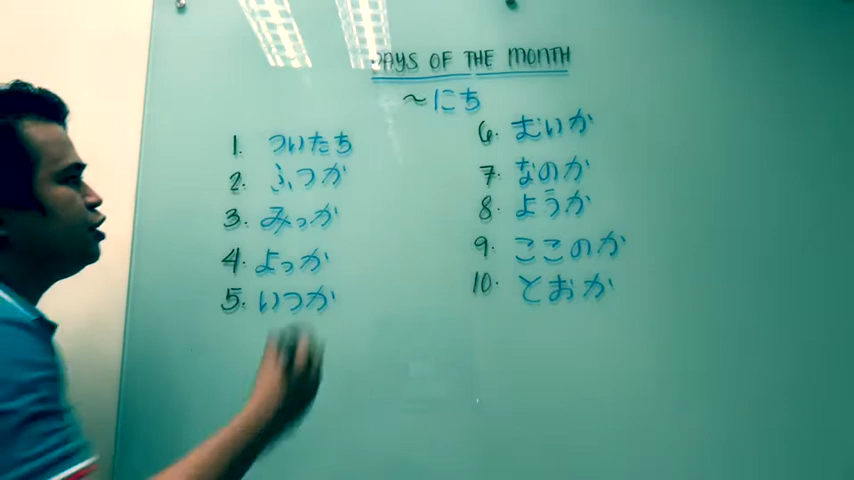 DAYS OF THE MONTH
~にち
1. ついたち
2. ふつか
3. みっか
4. よっか
5. いつか
6. むいか
7. なのか
8. ようか
9. ここのか
10. とおか